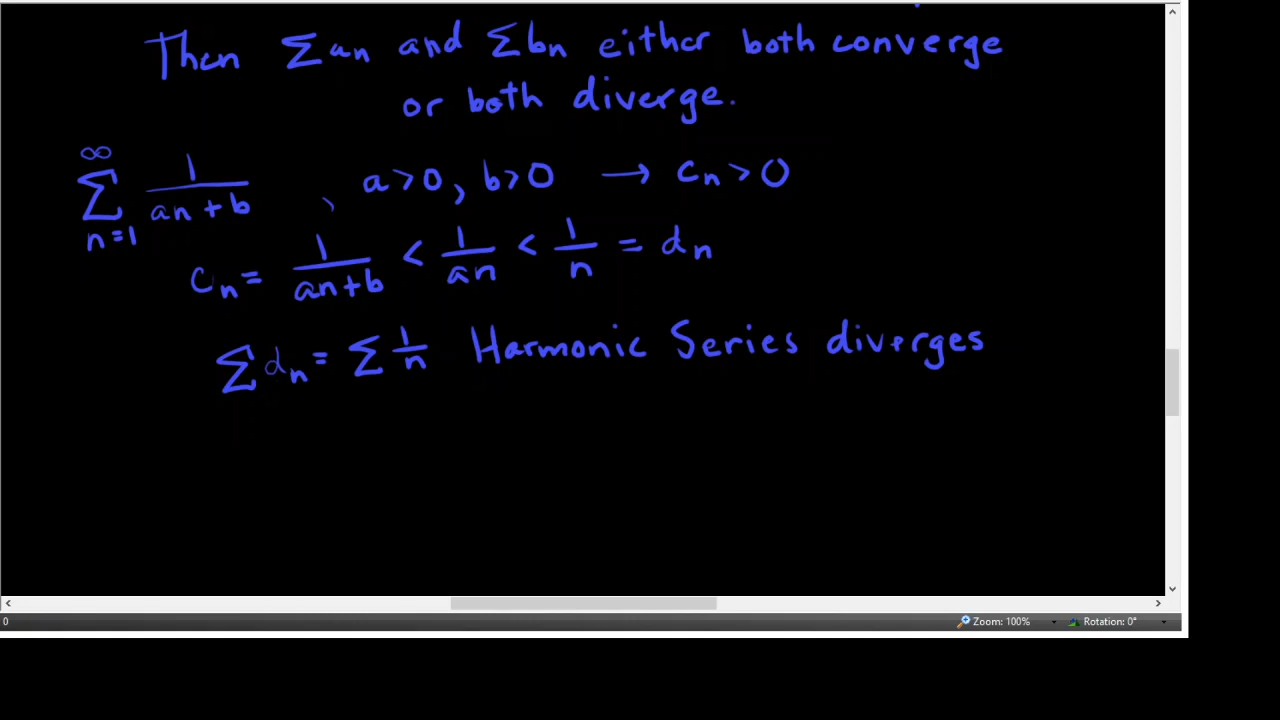 Then Σan and Σbn either both converge
or both diverge.
∞ Σ n=1 1/(an+b) , a>0, b>0 → cn>0
cn = 1/(an+b) < 1/an < 1/n = dn
Σdn = Σ 1/n Harmonic Series diverges
0 Zoom: 100% Rotation: 0°